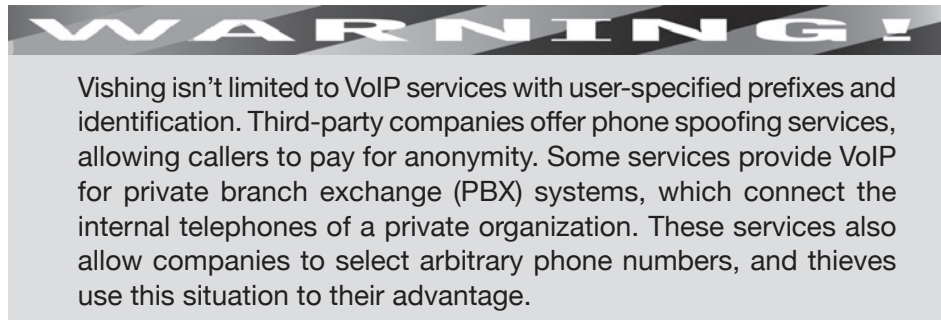 WARNING!
Vishing isn’t limited to VoIP services with user-specified prefixes and
identification. Third-party companies offer phone spoofing services,
allowing callers to pay for anonymity. Some services provide VoIP
for private branch exchange (PBX) systems, which connect the
internal telephones of a private organization. These services also
allow companies to select arbitrary phone numbers, and thieves
use this situation to their advantage.